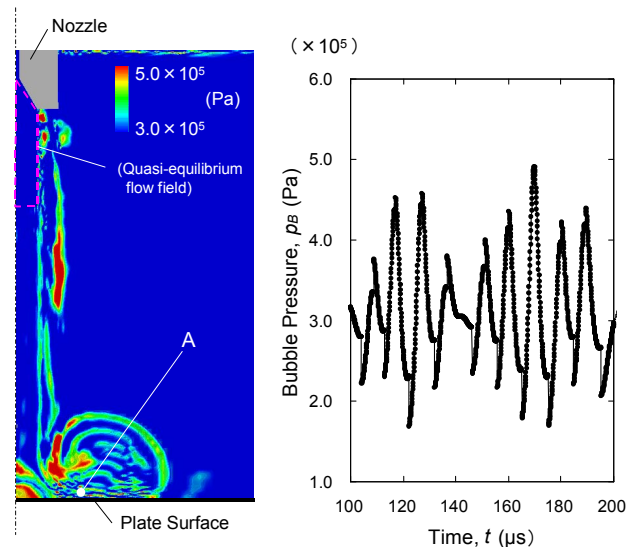 Nozzle
5.0 × 10⁵
(Pa)
3.0 × 10⁵
(Quasi-equilibrium
flow field)
A
Plate Surface
(× 10⁵)
6.0
5.0
4.0
3.0
2.0
1.0
Bubble Pressure, pB (Pa)
100 120 140 160 180 200
Time, t (μs)